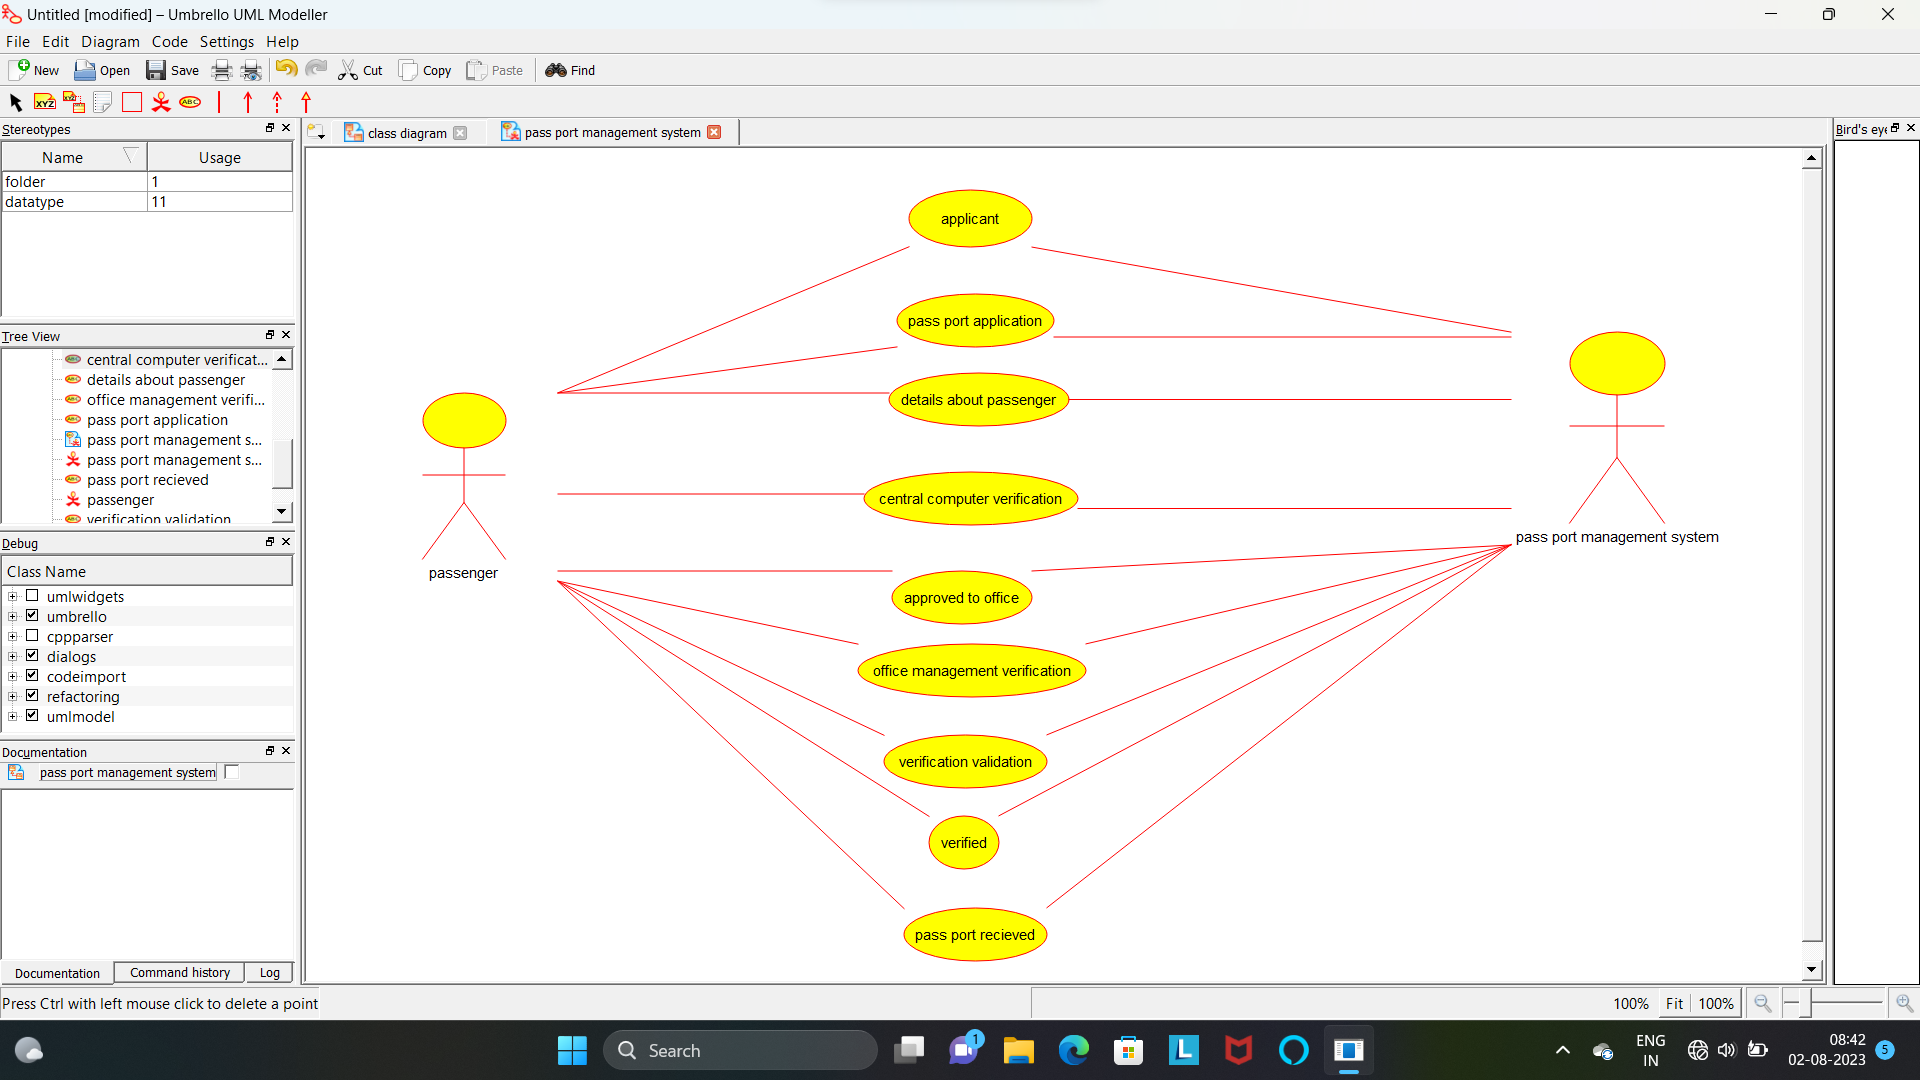 Untitled [modified] – Umbrello UML Modeller
File Edit Diagram Code Settings Help
New Open Save Cut Copy Paste Find
XYZ XYZ ABC
Stereotypes
Name Usage
folder 1
datatype 11
Tree View
central computer verificat...
details about passenger
office management verifi...
pass port application
pass port management s...
pass port management s...
pass port recieved
passenger
verification validation
Debug
Class Name
umlwidgets
umbrello
cppparser
dialogs
codeimport
refactoring
umlmodel
Documentation
pass port management system
Documentation Command history Log
class diagram pass port management system
applicant
pass port application
details about passenger
central computer verification
approved to office
office management verification
verification validation
verified
pass port recieved
passenger
pass port management system
Bird's eye
Press Ctrl with left mouse click to delete a point
100% Fit 100%
Search
1
L
ENG
IN
08:42
02-08-2023
5